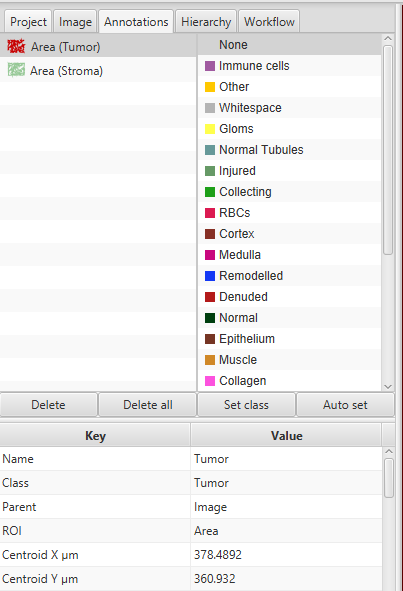 Project Image Annotations Hierarchy Workflow
Area (Tumor)
Area (Stroma)
None
Immune cells
Other
Whitespace
Gloms
Normal Tubules
Injured
Collecting
RBCs
Cortex
Medulla
Remodelled
Denuded
Normal
Epithelium
Muscle
Collagen
Delete Delete all Set class Auto set
Key Value
Name Tumor
Class Tumor
Parent Image
ROI Area
Centroid X µm 378.4892
Centroid Y µm 360.932